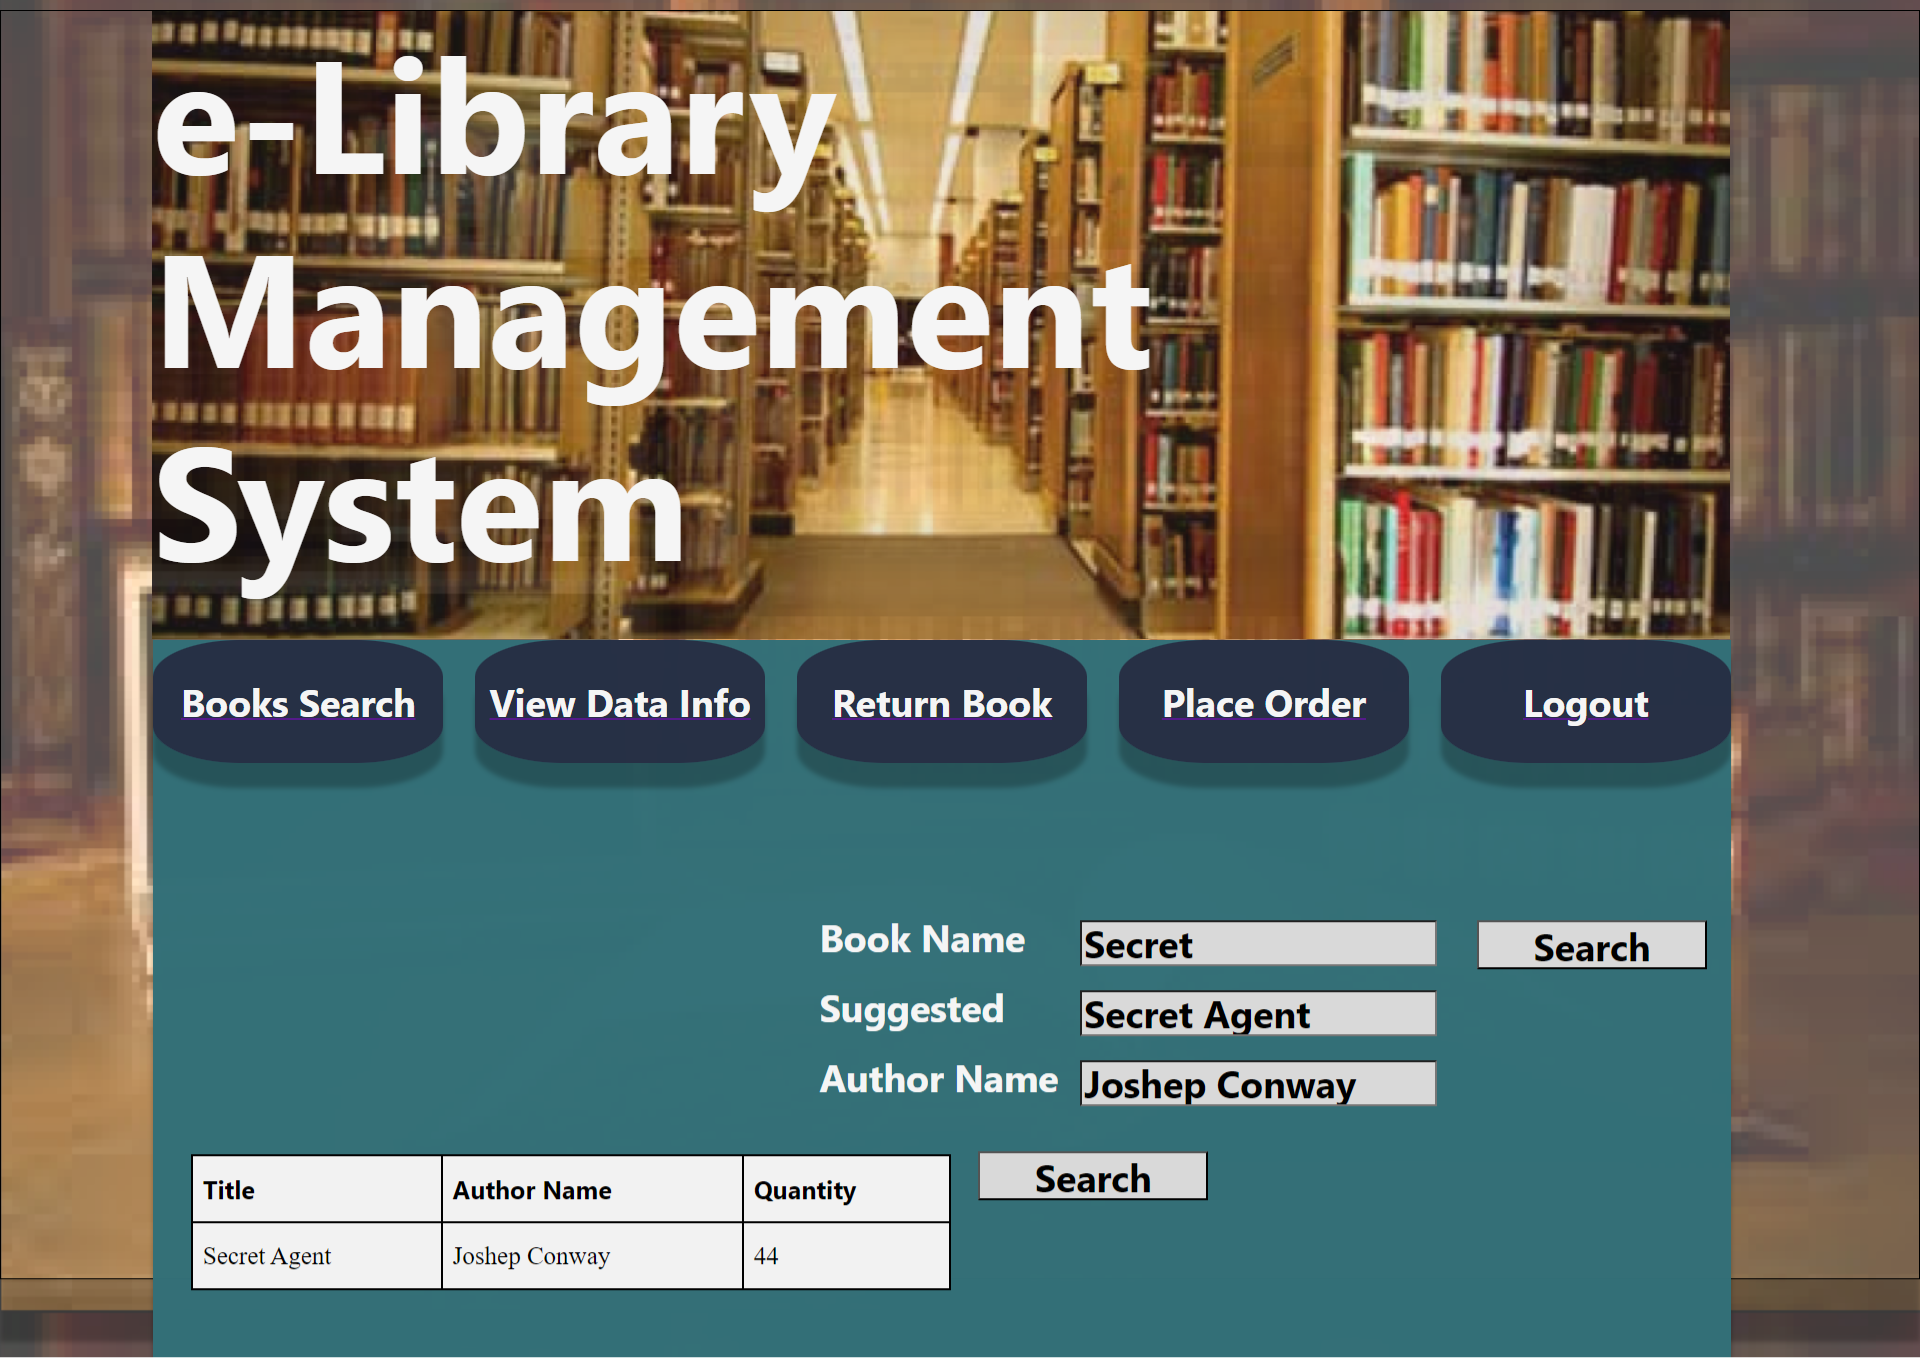 e-Library
Management
System
Books Search View Data Info Return Book Place Order Logout
Book Name Secret Search
Suggested Secret Agent
Author Name Joshep Conway
Search
Title Author Name Quantity
Secret Agent Joshep Conway 44